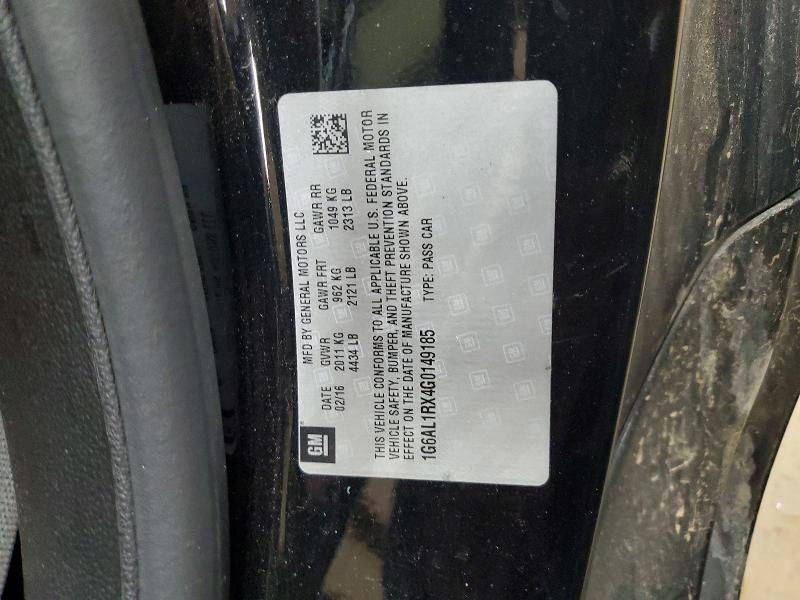 GM
MFD BY GENERAL MOTORS LLC
DATE GVWR GAWR FRT GAWR RR
02/16 2011 KG 962 KG 1049 KG
4434 LB 2121 LB 2313 LB
THIS VEHICLE CONFORMS TO ALL APPLICABLE U.S. FEDERAL MOTOR
VEHICLE SAFETY, BUMPER, AND THEFT PREVENTION STANDARDS IN
EFFECT ON THE DATE OF MANUFACTURE SHOWN ABOVE.
1G6AL1RX4G0149185 TYPE: PASS CAR